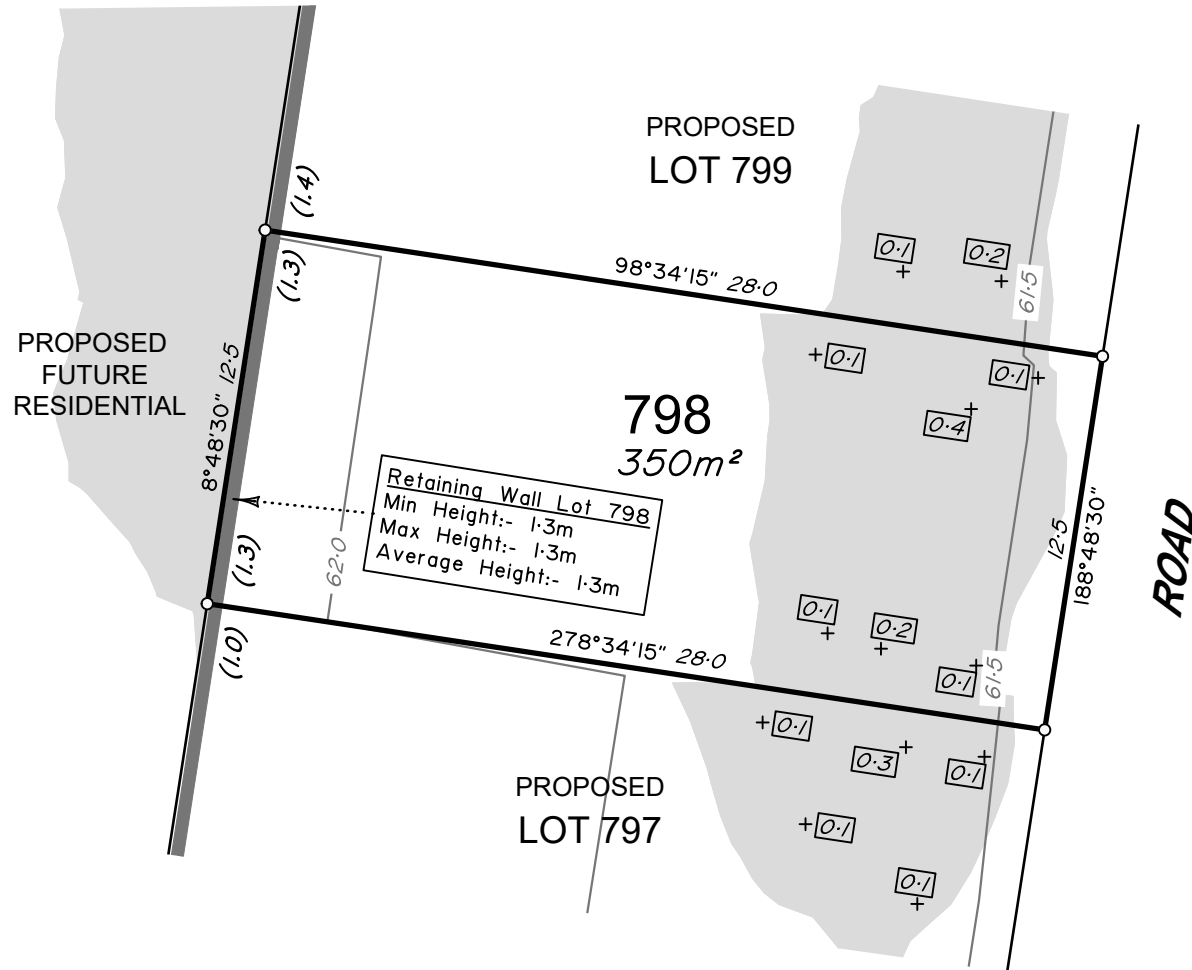 PROPOSED
LOT 799
(1.4)
(1.3)
0·1
0·2
61·5
98°34'15" 28·0
PROPOSED
FUTURE
RESIDENTIAL
8°48'30" 12·5
0·1
0·1
0·4
798
350m²
Retaining Wall Lot 798
Min Height:- 1·3m
Max Height:- 1·3m
Average Height:- 1·3m
62·0
(1.3)
(1.0)
12·5
188°48'30"
ROAD
0·1
0·2
0·1
61·5
278°34'15" 28·0
0·1
0·3
0·1
PROPOSED
LOT 797
0·1
0·1